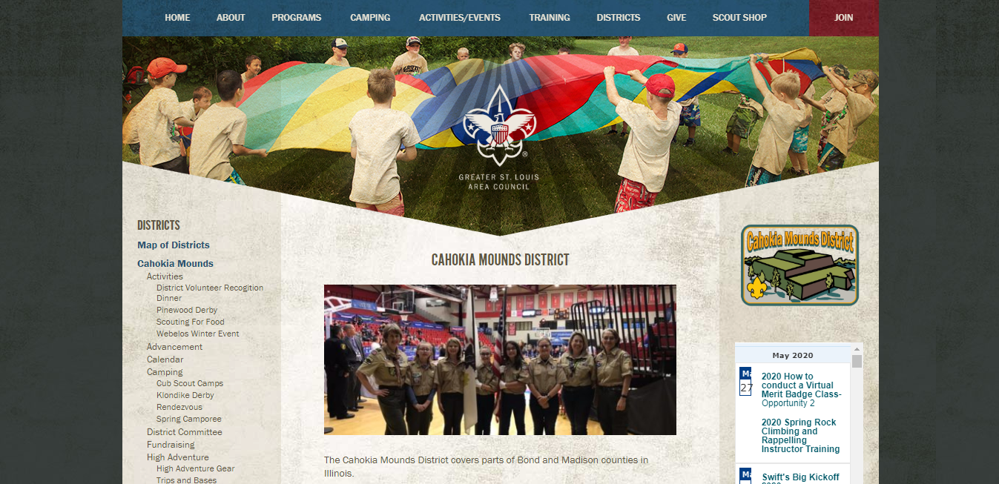 HOME ABOUT PROGRAMS CAMPING ACTIVITIES/EVENTS TRAINING DISTRICTS GIVE SCOUT SHOP JOIN
GREATER ST. LOUIS
AREA COUNCIL
DISTRICTS
Map of Districts
Cahokia Mounds
Activities
District Volunteer Recogition
Dinner
Pinewood Derby
Scouting For Food
Webelos Winter Event
Advancement
Calendar
Camping
Cub Scout Camps
Klondike Derby
Rendezvous
Spring Camporee
District Committee
Fundraising
High Adventure
High Adventure Gear
Trips and Bases
CAHOKIA MOUNDS DISTRICT
The Cahokia Mounds District covers parts of Bond and Madison counties in
Illinois.
Cahokia Mounds District
May 2020
Ma
27
2020 How to
conduct a Virtual
Merit Badge Class-
Opportunity 2
2020 Spring Rock
Climbing and
Rappelling
Instructor Training
Ma
Swift's Big Kickoff
2020